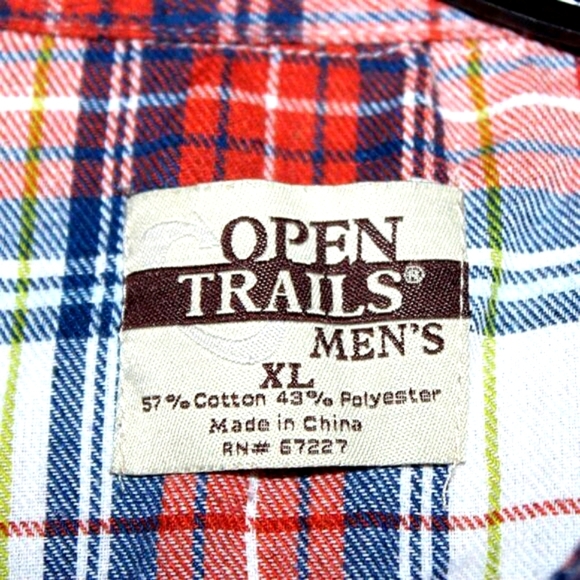 OPEN
TRAILS®
MEN'S
XL
57% Cotton 43% Polyester
Made in China
RN# 67227